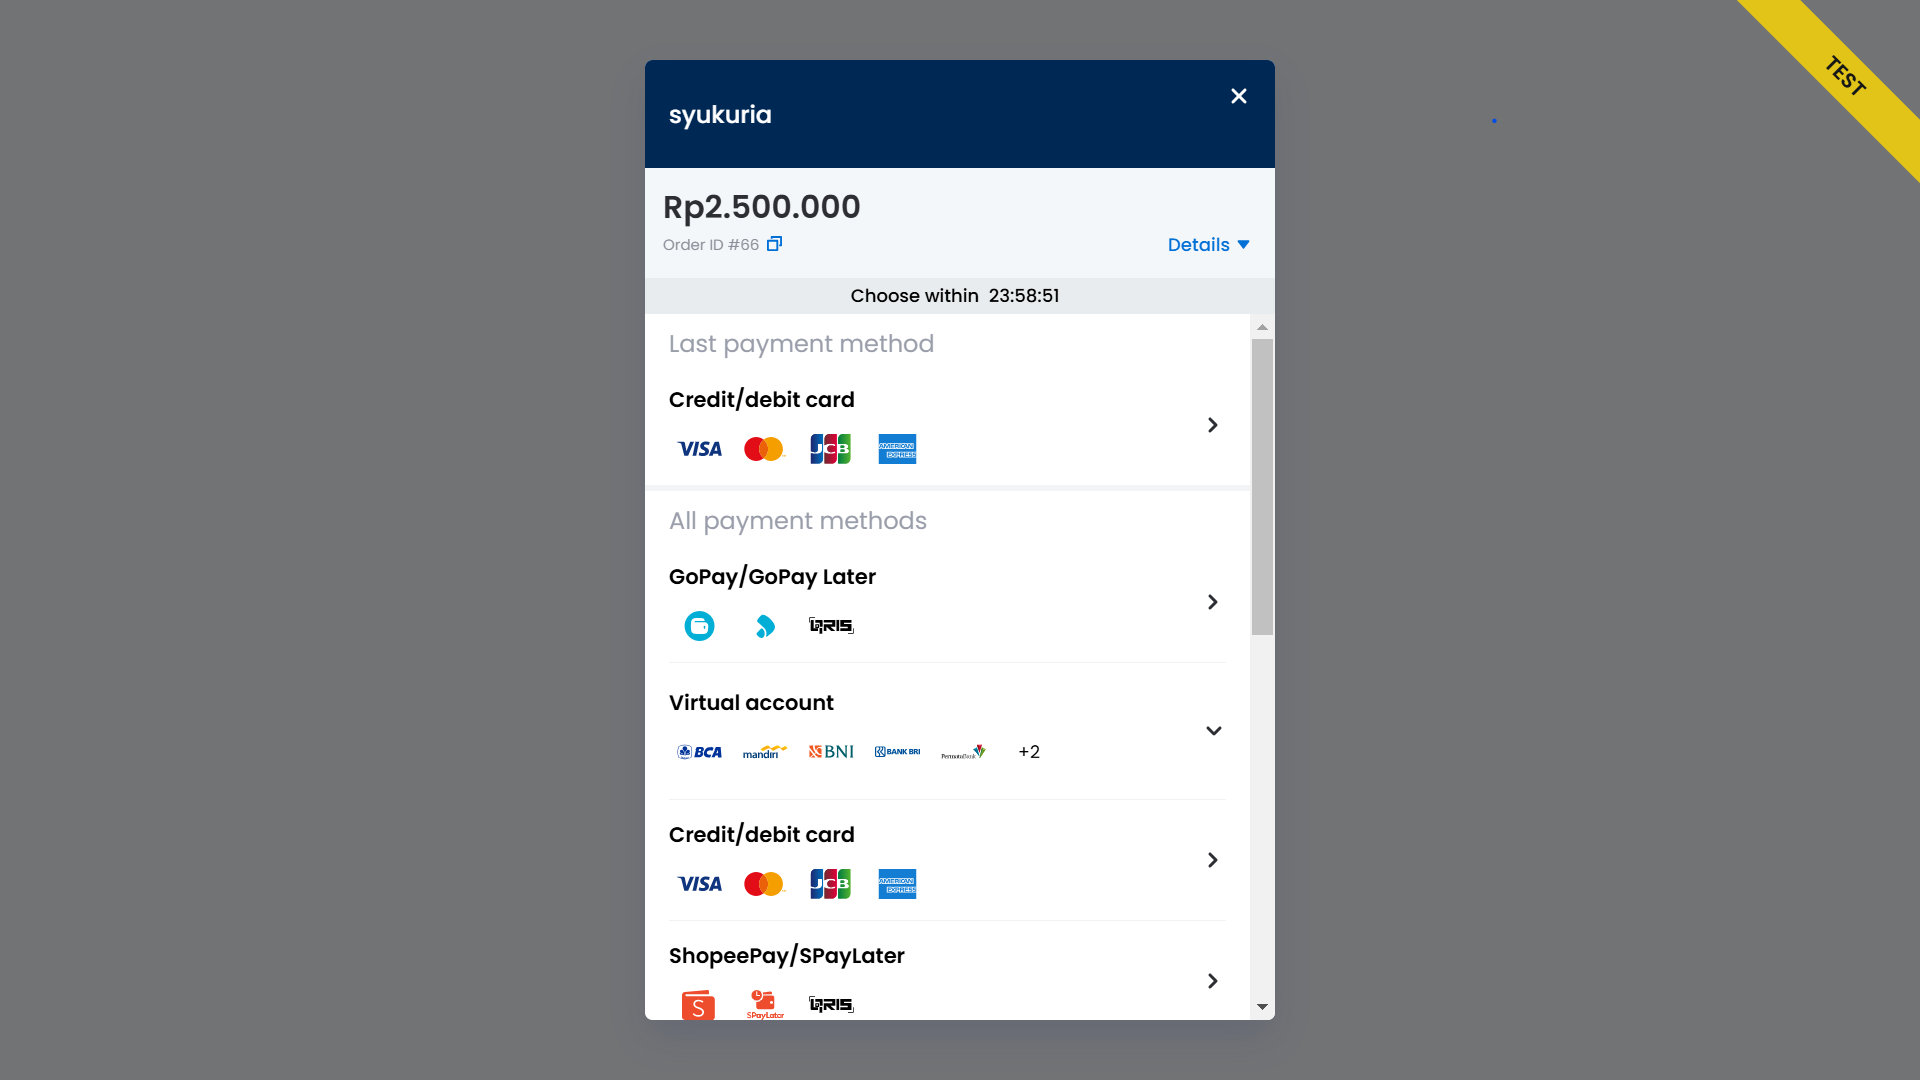 TEST
syukuria
Rp2.500.000
Order ID #66
Details
Choose within 23:58:51
Last payment method
Credit/debit card
VISA JCB AMERICAN EXPRESS
All payment methods
GoPay/GoPay Later
QRIS
Virtual account
BCA mandiri BNI BANK BRI PermataBank +2
Credit/debit card
VISA JCB AMERICAN EXPRESS
ShopeePay/SPayLater
S SPayLater QRIS